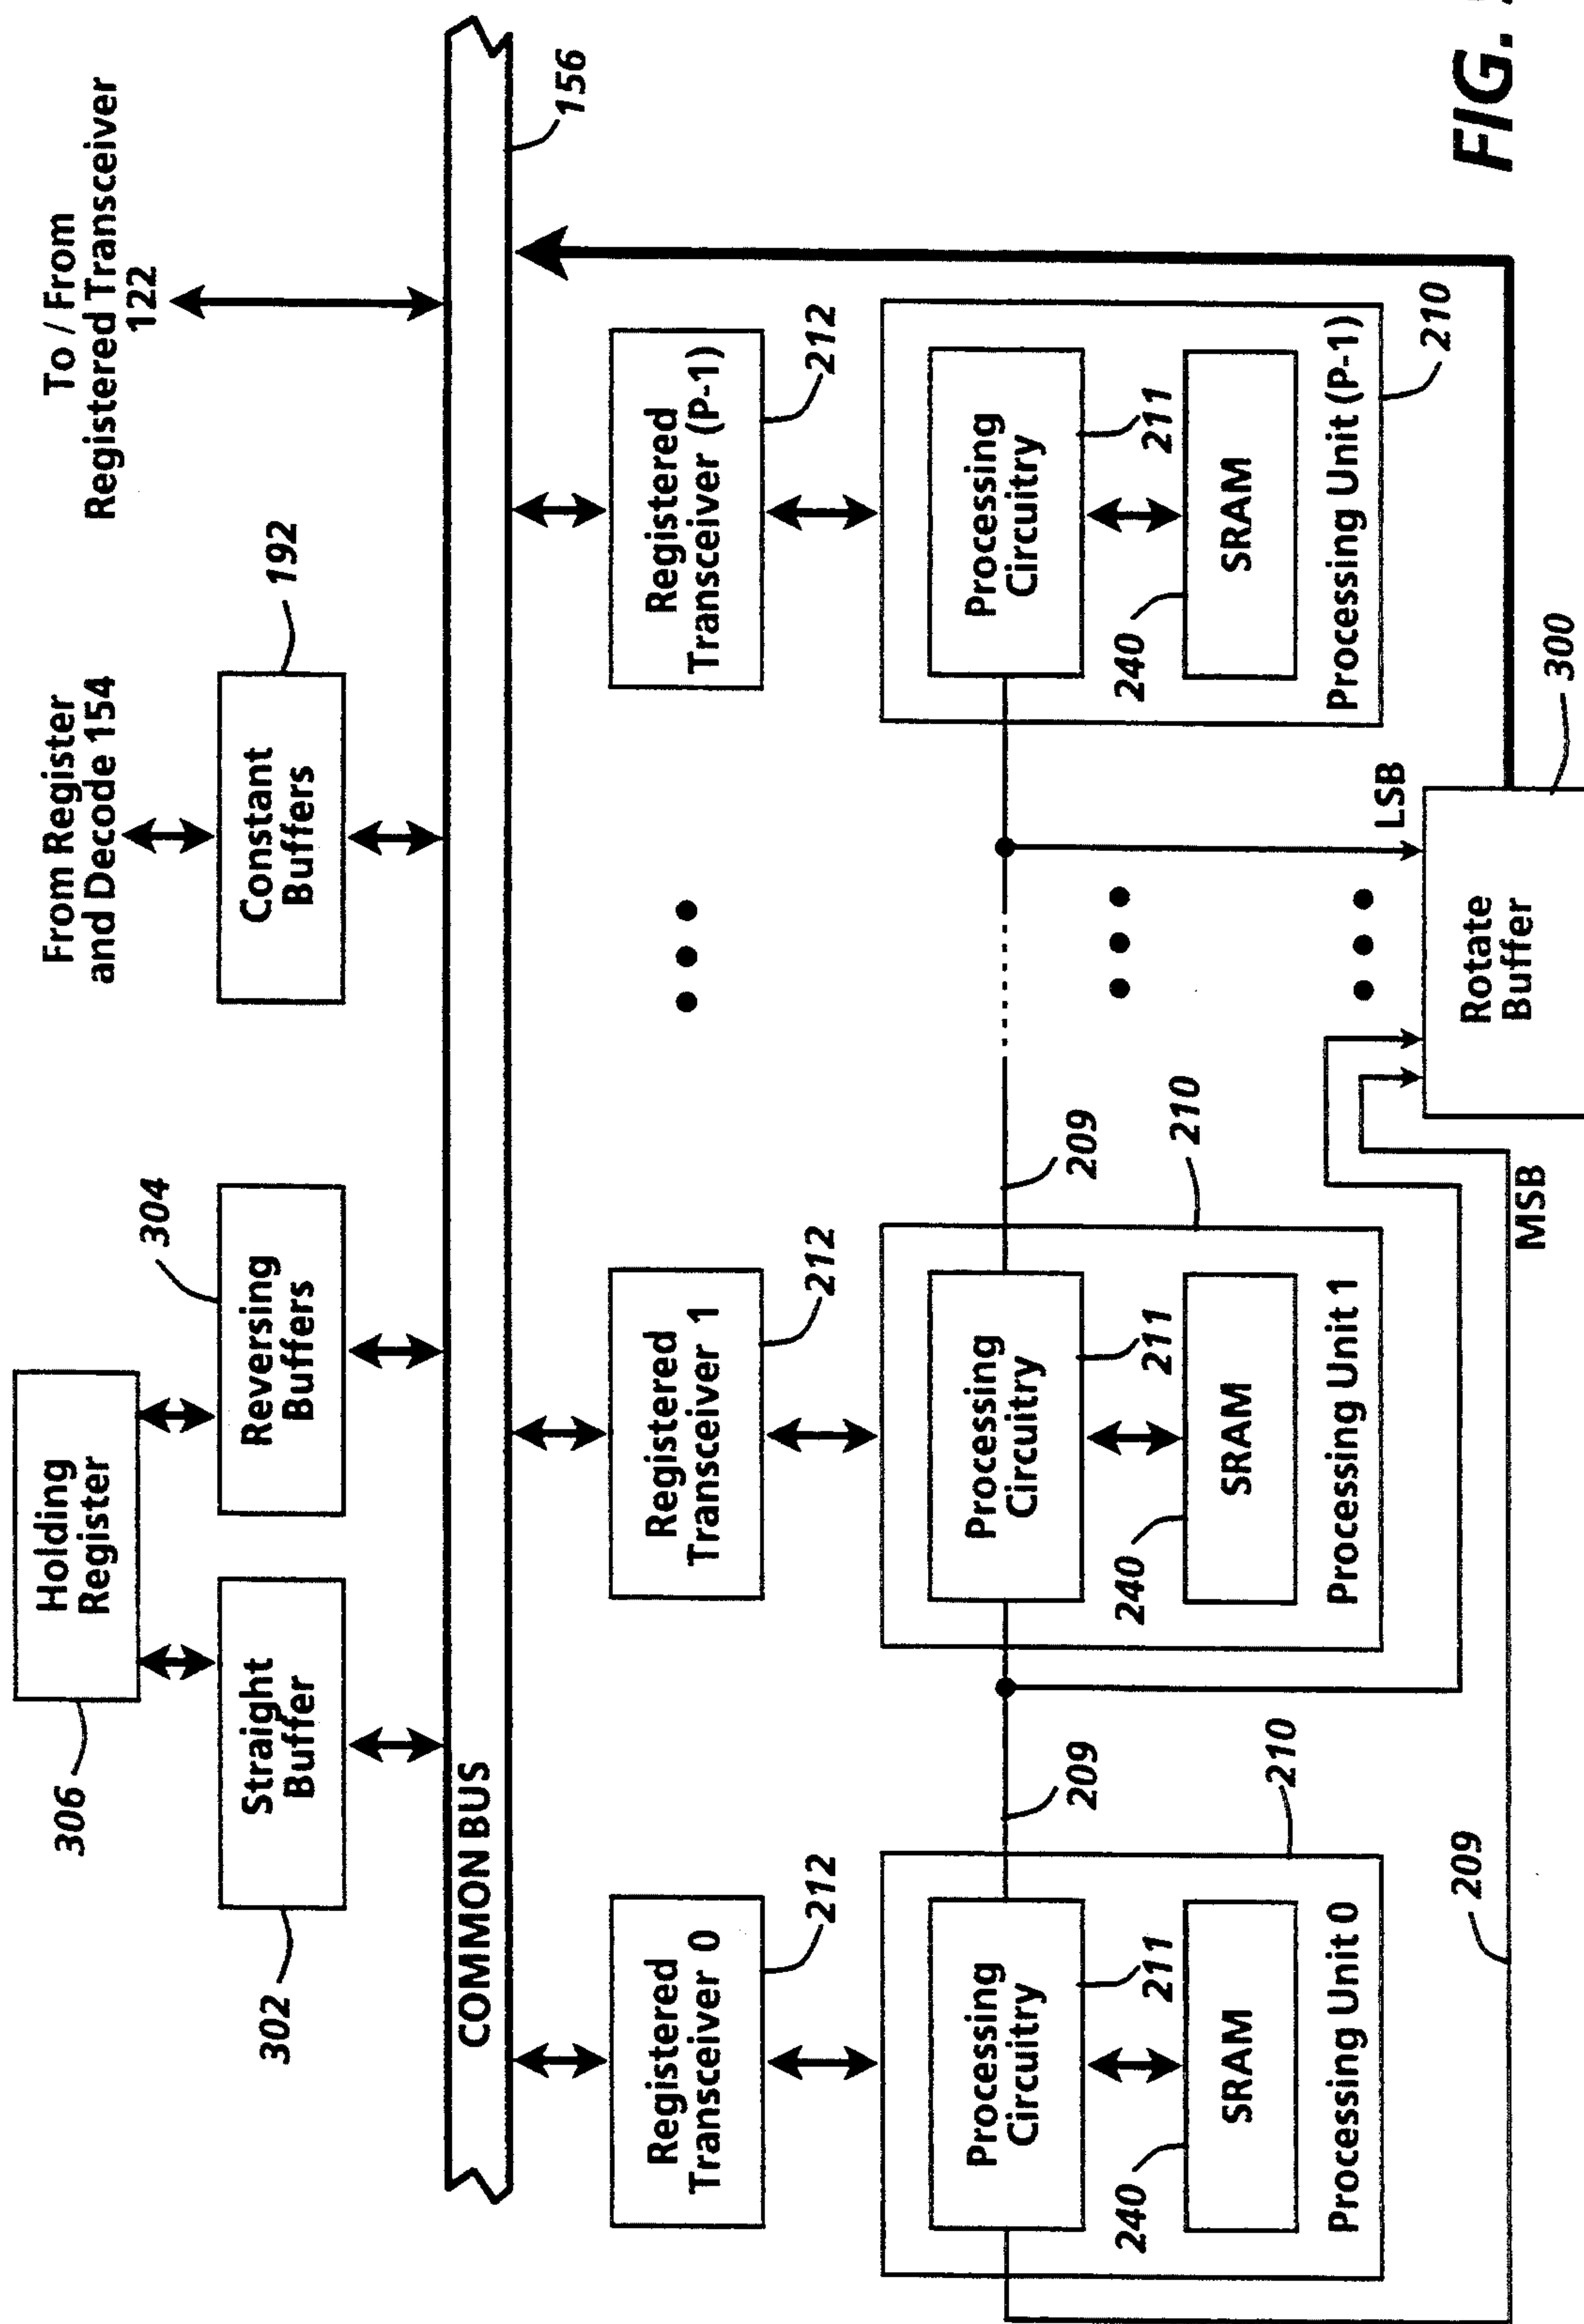 To / From
Registered Transceiver
122
From Register
and Decode 154
Holding
Register
306
304
192
Straight
Buffer
302
Reversing
Buffers
Constant
Buffers
COMMON BUS
156
Registered
Transceiver 0
212
Registered
Transceiver 1
212
Registered
Transceiver (P-1)
212
Processing
Circuitry
211
240
SRAM
Processing Unit 0
210
209
Processing
Circuitry
211
240
SRAM
Processing Unit 1
210
209
Processing
Circuitry
211
240
SRAM
Processing Unit (P-1)
210
209
MSB
LSB
Rotate
Buffer
300
FIG.